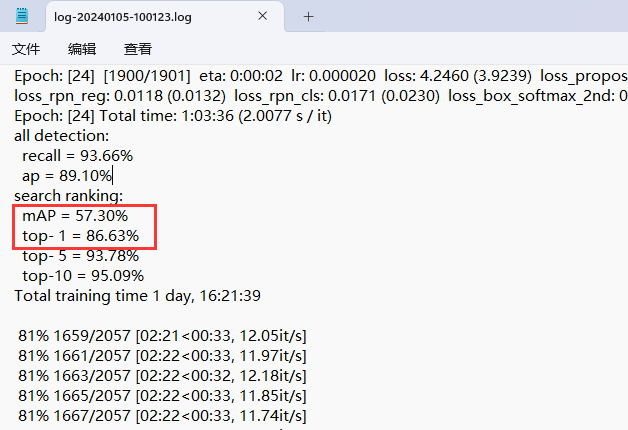 log-20240105-100123.log
文件 编辑 查看
Epoch: [24] [1900/1901] eta: 0:00:02 lr: 0.000020 loss: 4.2460 (3.9239) loss_propos
loss_rpn_reg: 0.0118 (0.0132) loss_rpn_cls: 0.0171 (0.0230) loss_box_softmax_2nd: 0
Epoch: [24] Total time: 1:03:36 (2.0077 s / it)
all detection:
recall = 93.66%
ap = 89.10%
search ranking:
mAP = 57.30%
top- 1 = 86.63%
top- 5 = 93.78%
top-10 = 95.09%
Total training time 1 day, 16:21:39
81% 1659/2057 [02:21<00:33, 12.05it/s]
81% 1661/2057 [02:22<00:33, 11.97it/s]
81% 1663/2057 [02:22<00:32, 12.18it/s]
81% 1665/2057 [02:22<00:33, 11.85it/s]
81% 1667/2057 [02:22<00:33, 11.74it/s]